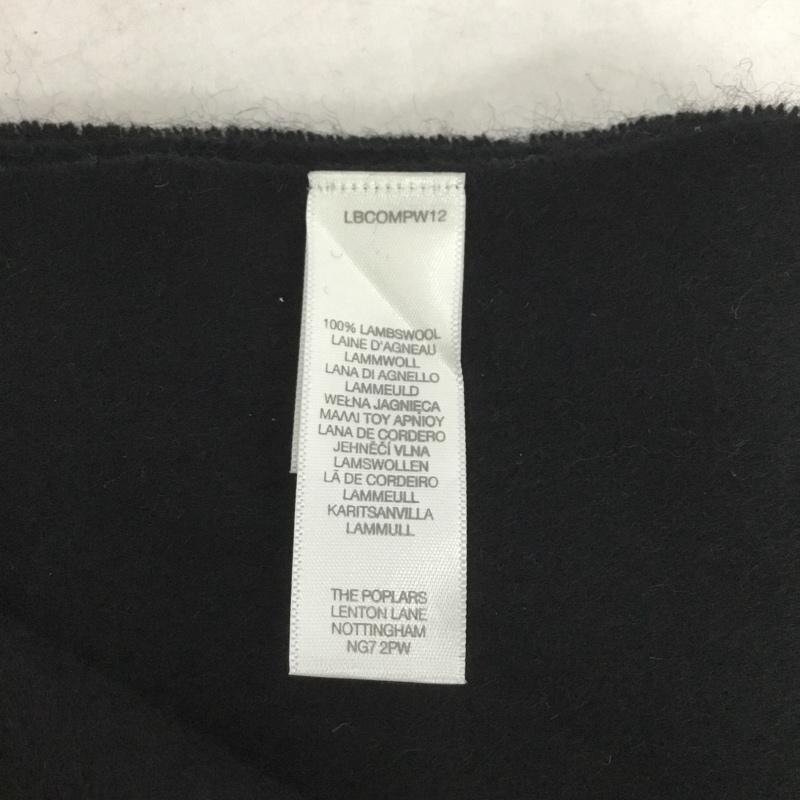 LBCOMPW12
100% LAMBSWOOL
LAINE D'AGNEAU
LAMMWOLL
LANA DI AGNELLO
LAMMEULD
WEŁNA JAGNIĘCA
ΜΑΛΛΙ ΤΟΥ ΑΡΝΙΟΥ
LANA DE CORDERO
JEHNĚČÍ VLNA
LAMSWOLLEN
LÃ DE CORDEIRO
LAMMEULL
KARITSANVILLA
LAMMULL
THE POPLARS
LENTON LANE
NOTTINGHAM
NG7 2PW